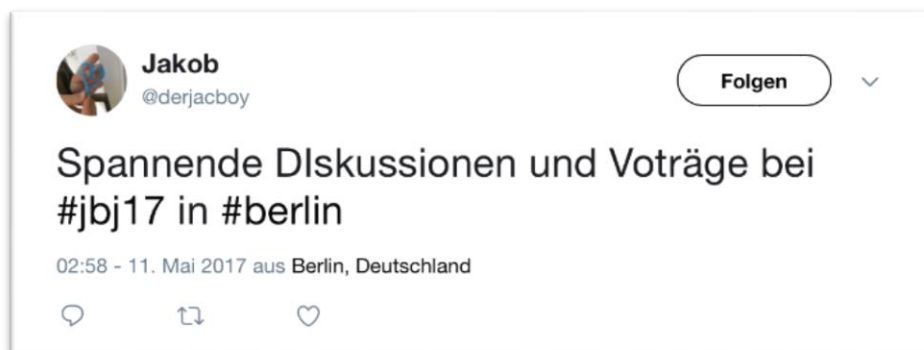 Jakob
@derjacboy
Folgen
Spannende DIskussionen und Voträge bei
#jbj17 in #berlin
02:58 - 11. Mai 2017 aus Berlin, Deutschland